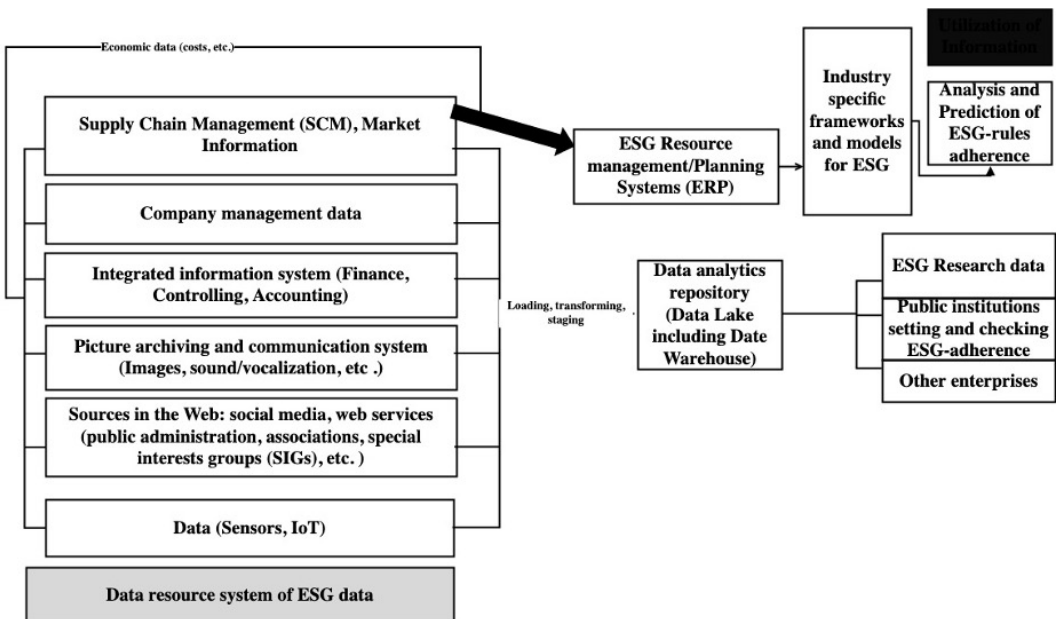 Economic data (costs, etc.)
Supply Chain Management (SCM), Market
Information
Company management data
Integrated information system (Finance,
Controlling, Accounting)
Picture archiving and communication system
(Images, sound/vocalization, etc .)
Sources in the Web: social media, web services
(public administration, associations, special
interests groups (SIGs), etc. )
Data (Sensors, IoT)
Data resource system of ESG data
Loading, transforming,
staging
ESG Resource
management/Planning
Systems (ERP)
Data analytics
repository
(Data Lake
including Date
Warehouse)
Industry
specific
frameworks
and models
for ESG
Utilization of
Information
Analysis and
Prediction of
ESG-rules
adherence
ESG Research data
Public institutions
setting and checking
ESG-adherence
Other enterprises